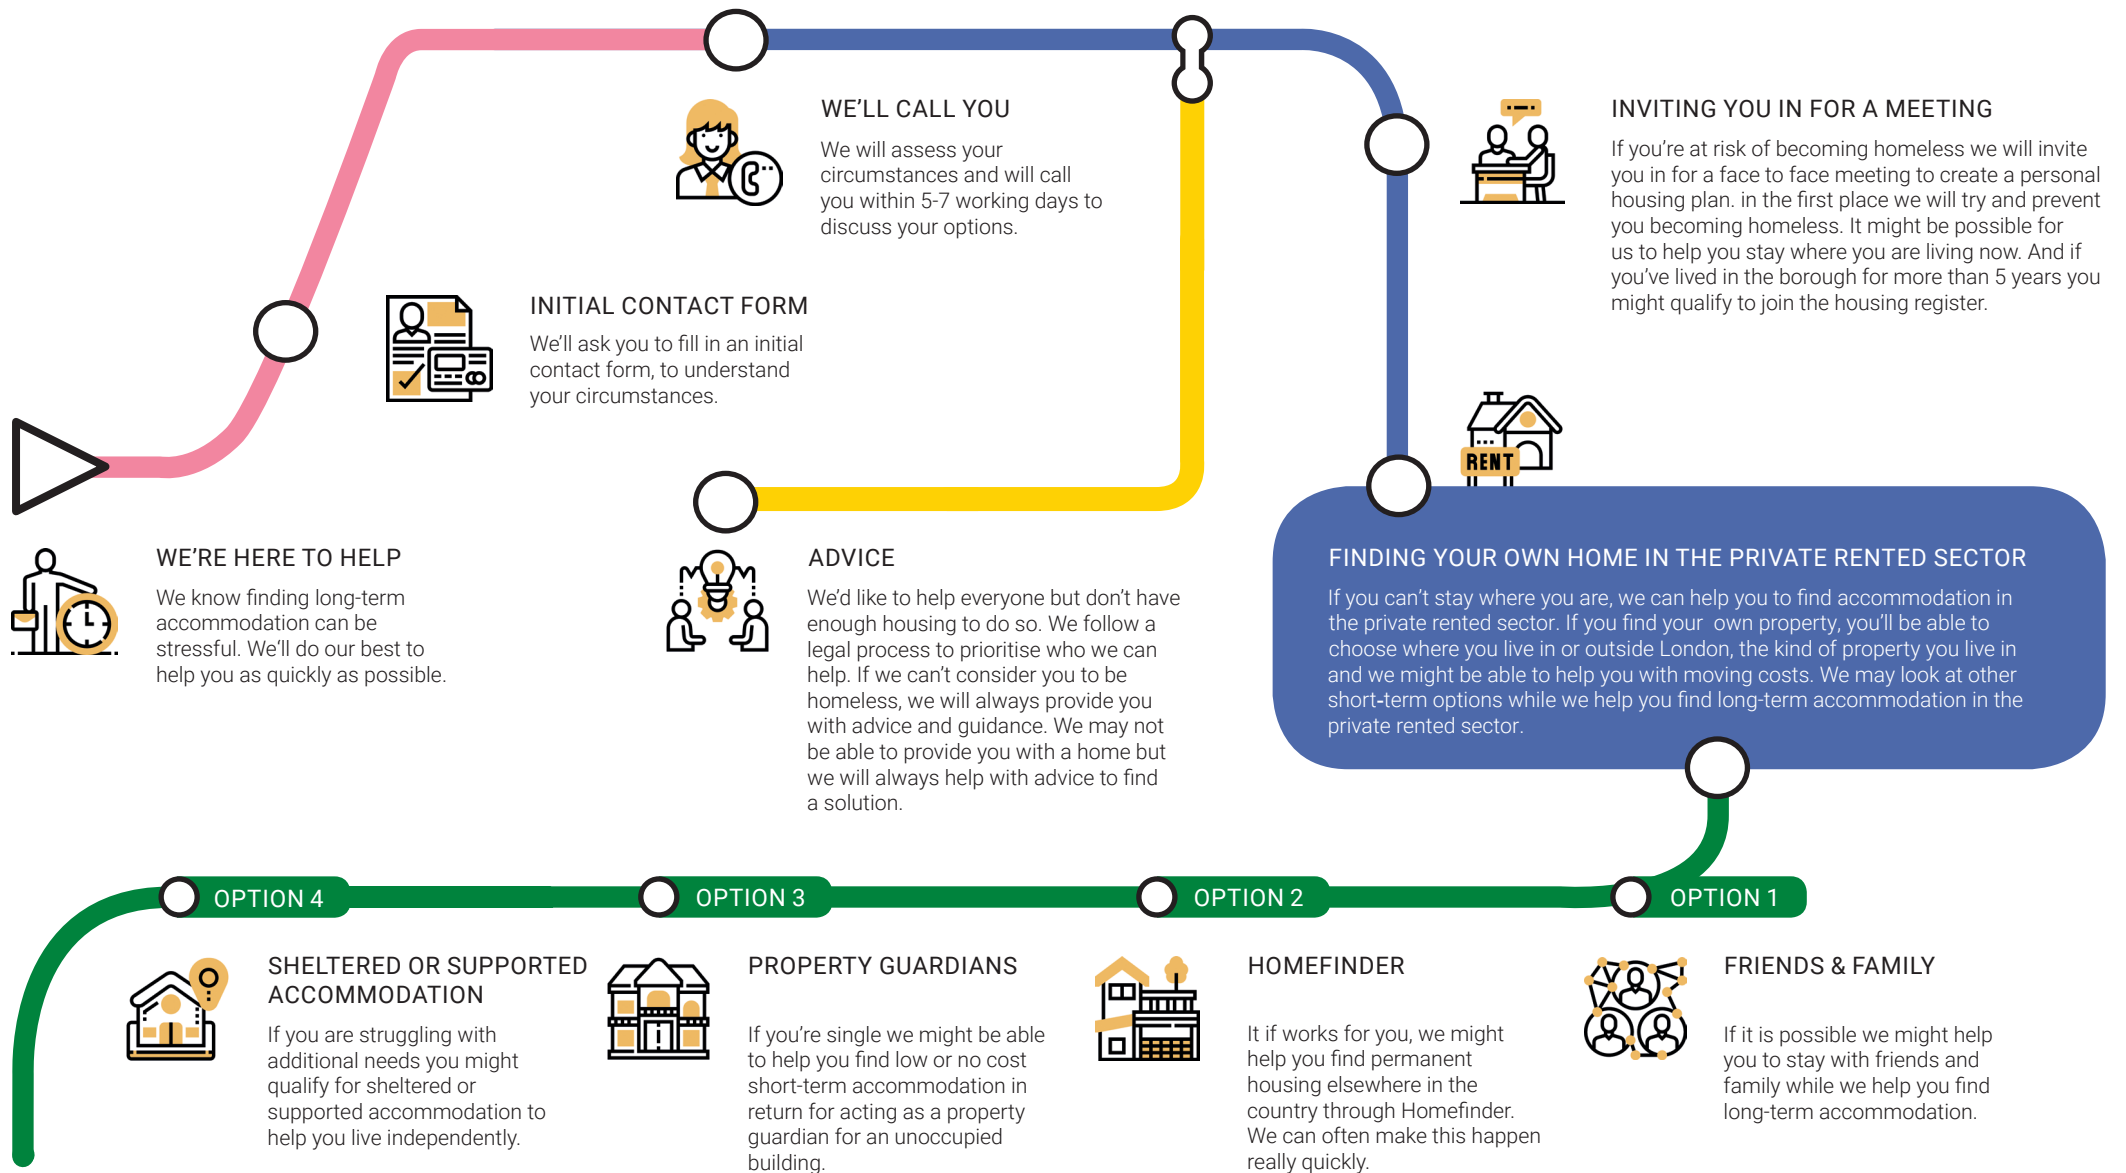 WE'RE HERE TO HELP
We know finding long-term
accommodation can be
stressful. We'll do our best to
help you as quickly as possible.
INITIAL CONTACT FORM
We'll ask you to fill in an initial
contact form, to understand
your circumstances.
WE'LL CALL YOU
We will assess your
circumstances and will call
you within 5-7 working days to
discuss your options.
ADVICE
We'd like to help everyone but don't have
enough housing to do so. We follow a
legal process to prioritise who we can
help. If we can't consider you to be
homeless, we will always provide you
with advice and guidance. We may not
be able to provide you with a home but
we will always help with advice to find
a solution.
INVITING YOU IN FOR A MEETING
If you're at risk of becoming homeless we will invite
you in for a face to face meeting to create a personal
housing plan. in the first place we will try and prevent
you becoming homeless. It might be possible for
us to help you stay where you are living now. And if
you've lived in the borough for more than 5 years you
might qualify to join the housing register.
RENT
FINDING YOUR OWN HOME IN THE PRIVATE RENTED SECTOR
If you can't stay where you are, we can help you to find accommodation in
the private rented sector. If you find your own property, you'll be able to
choose where you live in or outside London, the kind of property you live in
and we might be able to help you with moving costs. We may look at other
short-term options while we help you find long-term accommodation in the
private rented sector.
OPTION 1
FRIENDS & FAMILY
If it is possible we might help
you to stay with friends and
family while we help you find
long-term accommodation.
OPTION 2
HOMEFINDER
It if works for you, we might
help you find permanent
housing elsewhere in the
country through Homefinder.
We can often make this happen
really quickly.
OPTION 3
PROPERTY GUARDIANS
If you're single we might be able
to help you find low or no cost
short-term accommodation in
return for acting as a property
guardian for an unoccupied
building.
OPTION 4
SHELTERED OR SUPPORTED
ACCOMMODATION
If you are struggling with
additional needs you might
qualify for sheltered or
supported accommodation to
help you live independently.